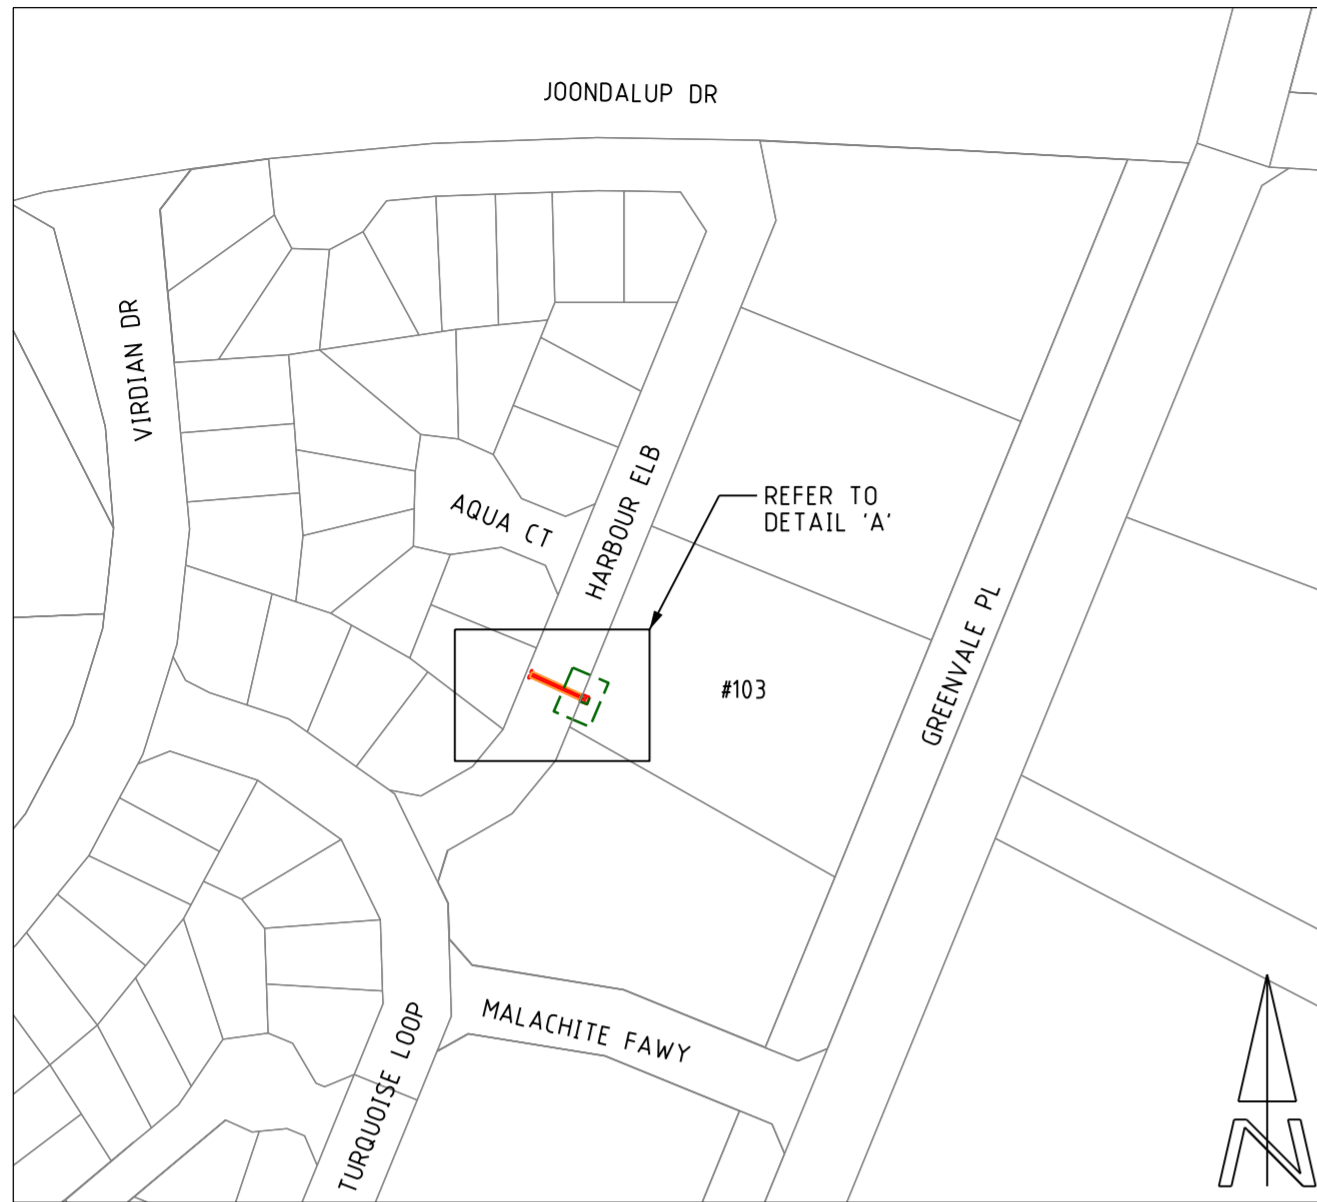 JOONDALUP DR
VIRDIAN DR
AQUA CT
HARBOUR ELB
REFER TO
DETAIL 'A'
GREENVALE PL
#103
MALACHITE FAWY
TURQUOISE LOOP
N